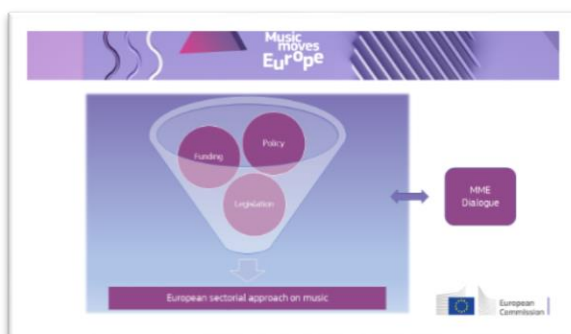 Music
moves
Europe
Funding
Policy
Legislation
European sectorial approach on music
MME
Dialogue
European
Commission